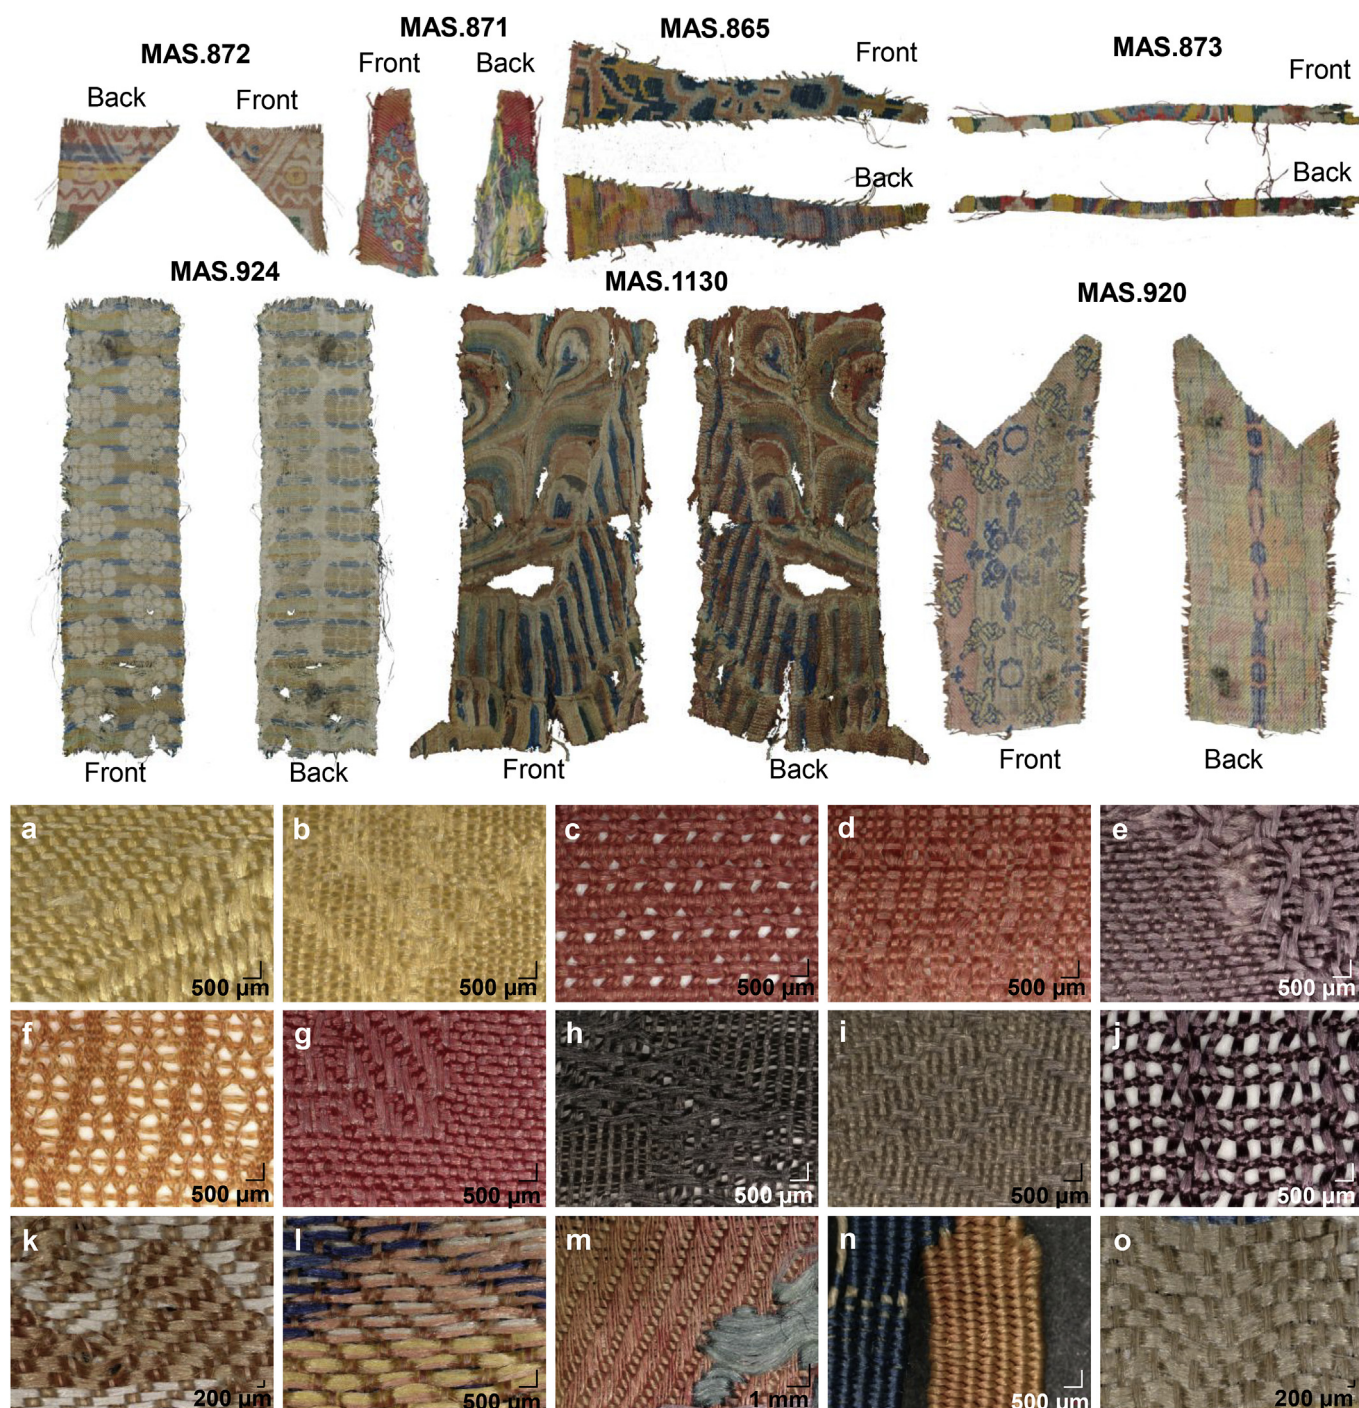 MAS.872
Back
Front
MAS.871
Front
Back
MAS.865
Front
Back
MAS.873
Front
Back
MAS.924
Front
Back
MAS.1130
Front
Back
MAS.920
Front
Back
a
500 µm
b
500 µm
c
500 µm
d
500 µm
e
500 µm
f
500 µm
g
500 µm
h
500 µm
i
500 µm
j
500 µm
k
200 µm
l
500 µm
m
1 mm
n
500 µm
o
200 µm